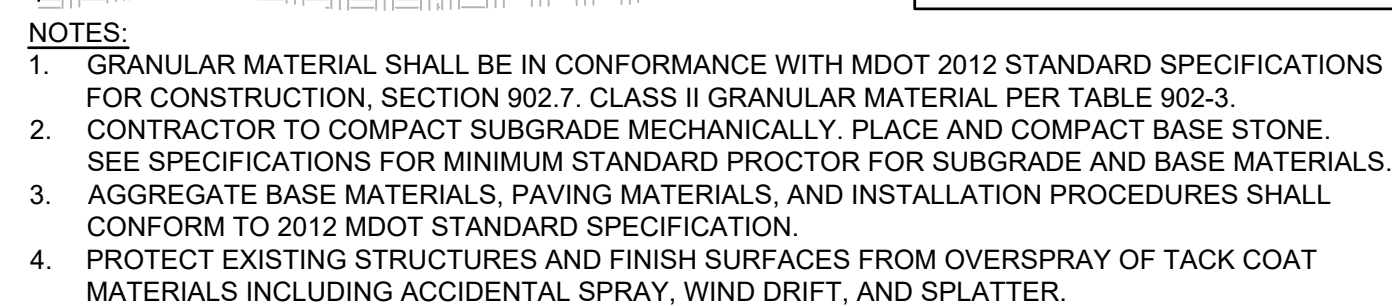 NOTES:
1. GRANULAR MATERIAL SHALL BE IN CONFORMANCE WITH MDOT 2012 STANDARD SPECIFICATIONS
FOR CONSTRUCTION, SECTION 902.7. CLASS II GRANULAR MATERIAL PER TABLE 902-3.
2. CONTRACTOR TO COMPACT SUBGRADE MECHANICALLY. PLACE AND COMPACT BASE STONE.
SEE SPECIFICATIONS FOR MINIMUM STANDARD PROCTOR FOR SUBGRADE AND BASE MATERIALS.
3. AGGREGATE BASE MATERIALS, PAVING MATERIALS, AND INSTALLATION PROCEDURES SHALL
CONFORM TO 2012 MDOT STANDARD SPECIFICATION.
4. PROTECT EXISTING STRUCTURES AND FINISH SURFACES FROM OVERSPRAY OF TACK COAT
MATERIALS INCLUDING ACCIDENTAL SPRAY, WIND DRIFT, AND SPLATTER.